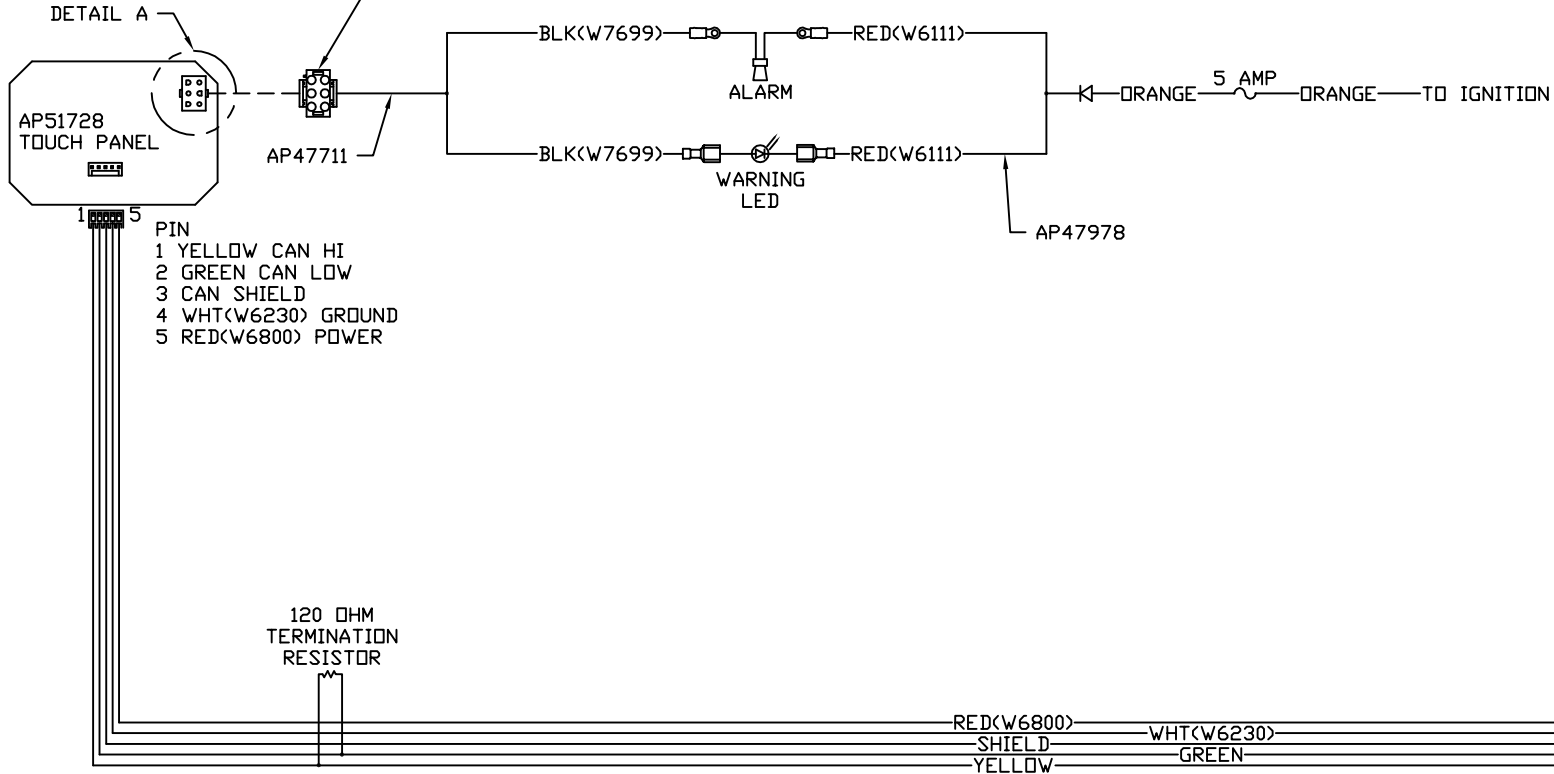 DETAIL A
BLK(W7699)
RED(W6111)
ALARM
5 AMP
ORANGE
ORANGE
TO IGNITION
AP51728
TOUCH PANEL
AP47711
BLK(W7699)
RED(W6111)
WARNING
LED
AP47978
1
5
PIN
1 YELLOW CAN HI
2 GREEN CAN LOW
3 CAN SHIELD
4 WHT(W6230) GROUND
5 RED(W6800) POWER
120 OHM
TERMINATION
RESISTOR
RED(W6800)
WHT(W6230)
SHIELD
GREEN
YELLOW